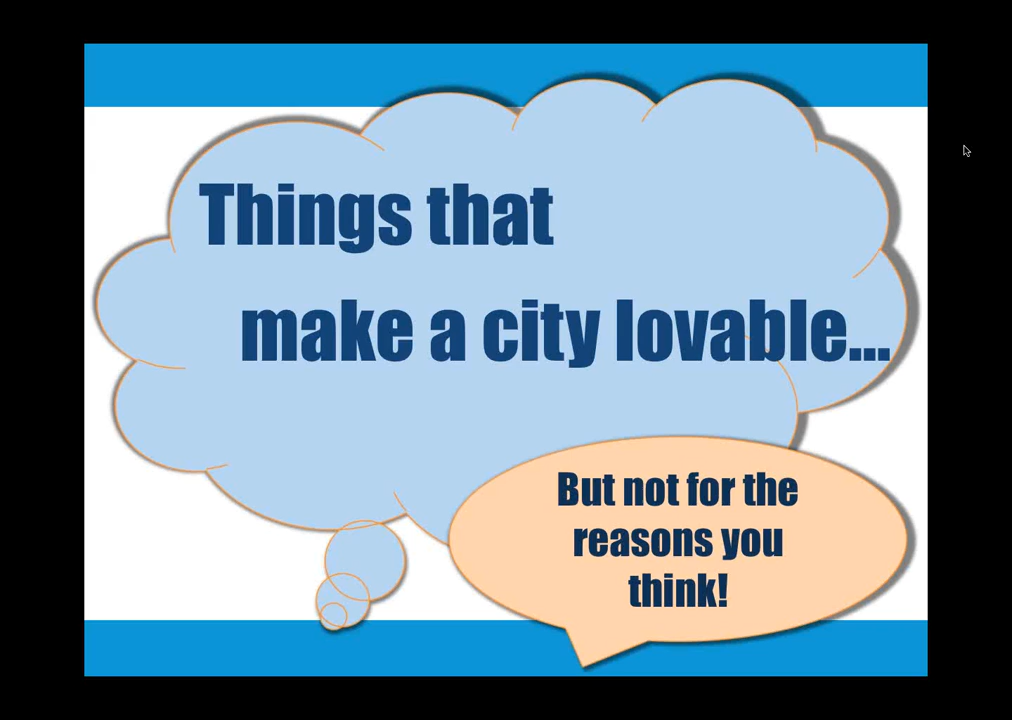 Things that
make a city lovable...
But not for the
reasons you
think!